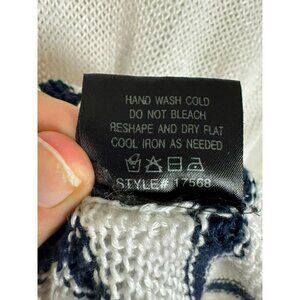 HAND WASH COLD
DO NOT BLEACH
RESHAPE AND DRY FLAT
COOL IRON AS NEEDED
STYLE# 17568